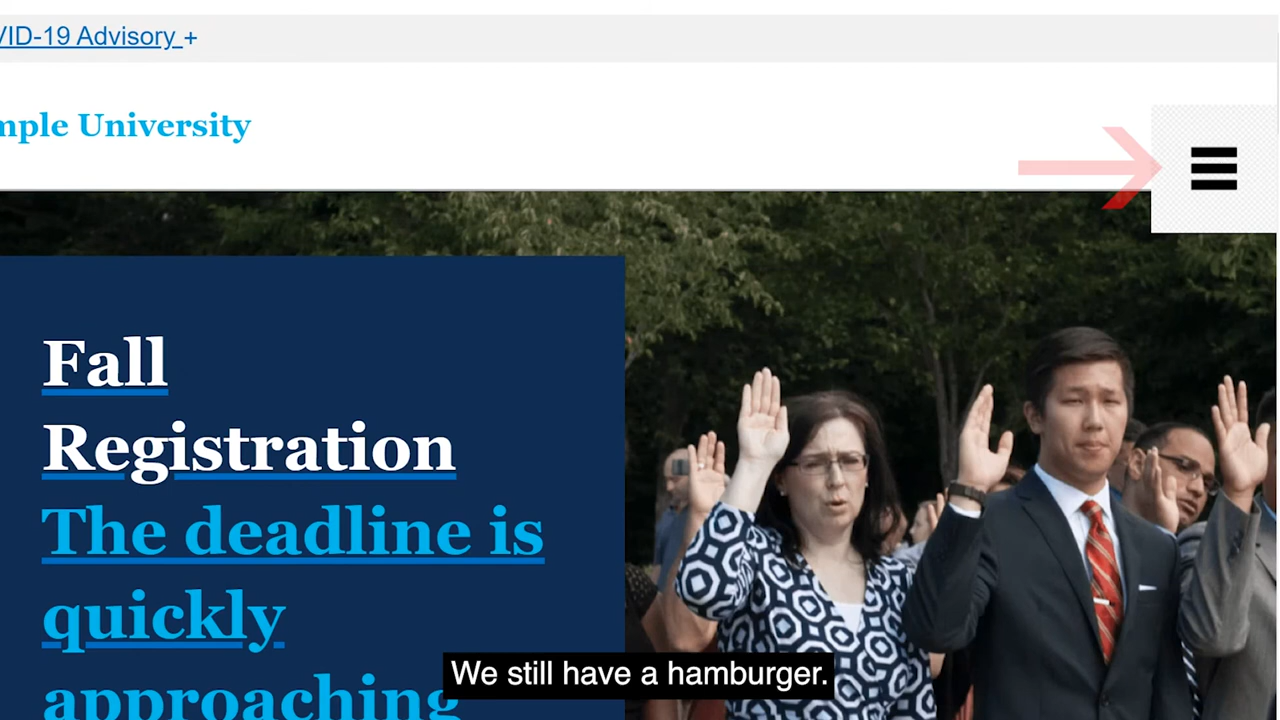 VID-19 Advisory +
mple University
Fall
Registration
The deadline is
quickly
approaching
We still have a hamburger.